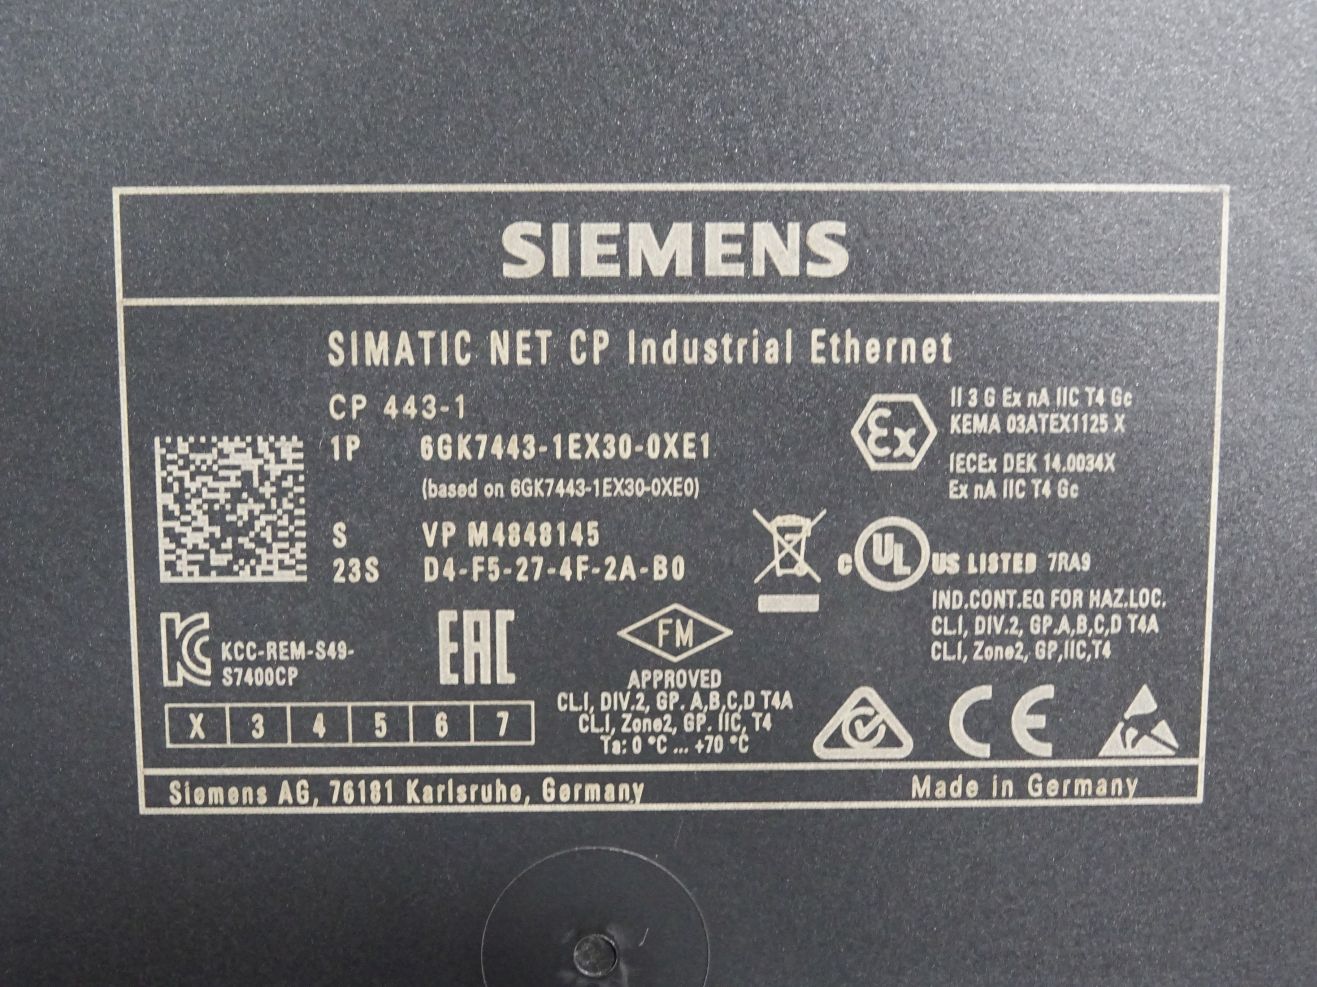 SIEMENS
SIMATIC NET CP Industrial Ethernet
CP 443-1
1P 6GK7443-1EX30-0XE1
(based on 6GK7443-1EX30-0XE0)
S VP M4848145
23S D4-F5-27-4F-2A-B0
Ex
II 3 G Ex nA IIC T4 Gc
KEMA 03ATEX1125 X
IECEx DEK 14.0034X
Ex nA IIC T4 Gc
C UL US LISTED 7RA9
IND.CONT.EQ FOR HAZ.LOC.
CL.I, DIV.2, GP.A,B,C,D T4A
CL.I, Zone2, GP,IIC,T4
KCC-REM-S49-
S7400CP
EAC
FM
APPROVED
CL.I, DIV.2, GP. A,B,C,D T4A
CL.I, Zone2, GP. IIC, T4
Ta: 0 °C ... +70 °C
X 3 4 5 6 7
CE
Siemens AG, 76181 Karlsruhe, Germany
Made in Germany